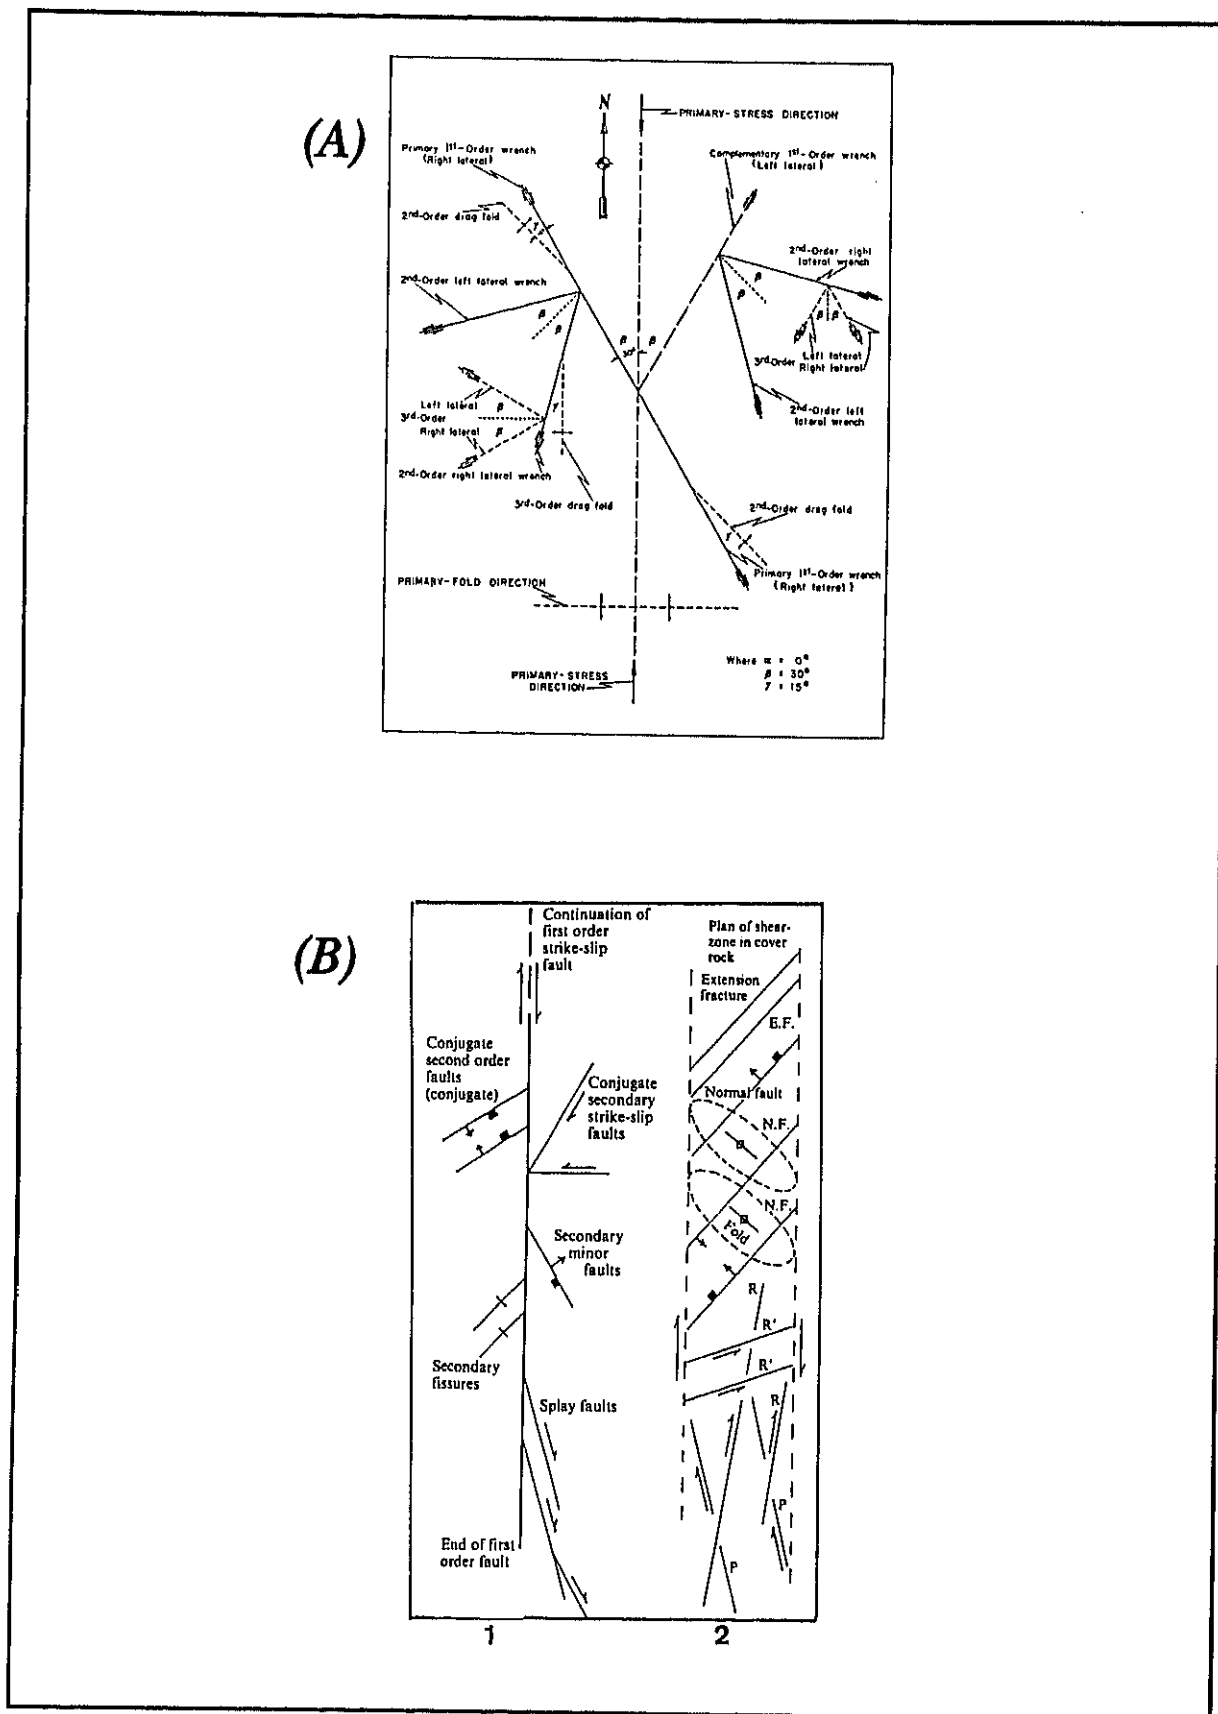 (A)
N
PRIMARY-STRESS DIRECTION
Primary 1st-Order wrench
(Right lateral)
Complementary 1st-Order wrench
(Left lateral)
2nd-Order drag fold
γ
2nd-Order right
lateral wrench
2nd-Order left lateral wrench
β
β
β
β
β
β
β
β
30°
3rd-Order
Left lateral
Right lateral
Left lateral
3rd-Order
Right lateral
β
β
γ
2nd-Order left
lateral wrench
2nd-Order right lateral wrench
3rd-Order drag fold
2nd-Order drag fold
γ
Primary 1st-Order wrench
(Right lateral)
PRIMARY-FOLD DIRECTION
Where α = 0°
β = 30°
γ = 15°
PRIMARY-STRESS
DIRECTION
(B)
Continuation of
first order
strike-slip
fault
Conjugate
second order
faults
(conjugate)
Conjugate
secondary
strike-slip
faults
Secondary
minor
faults
Secondary
fissures
Splay faults
End of first
order fault
1
Plan of shear-
zone in cover
rock
Extension
fracture
E.F.
Normal fault
N.F.
N.F.
Fold
R
R'
R'
R
P
P
2